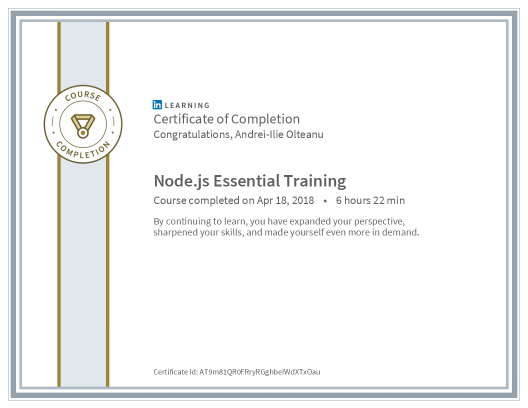 COURSE
COMPLETION
in LEARNING
Certificate of Completion
Congratulations, Andrei-Ilie Olteanu
Node.js Essential Training
Course completed on Apr 18, 2018 • 6 hours 22 min
By continuing to learn, you have expanded your perspective,
sharpened your skills, and made yourself even more in demand.
Certificate Id: